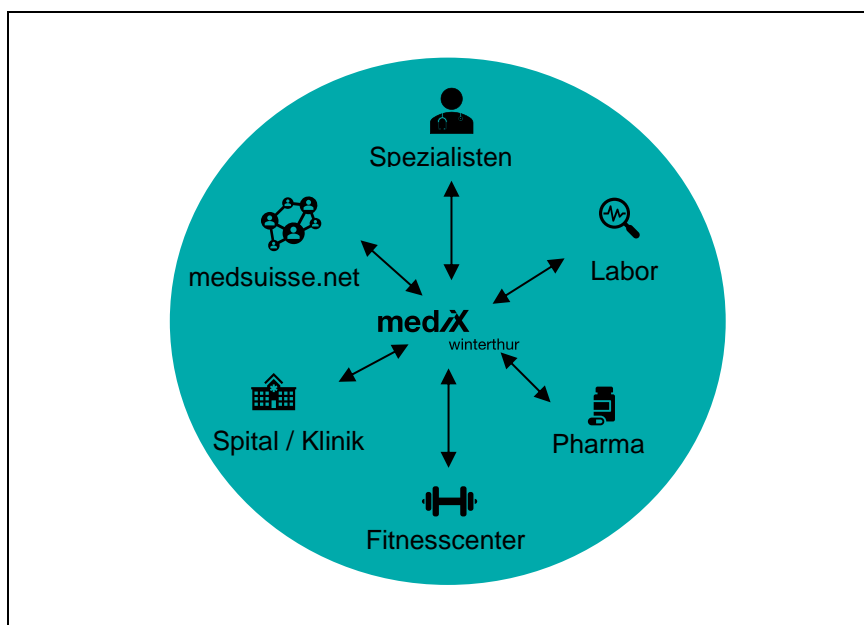 Spezialisten
medsuisse.net
Labor
mediX
winterthur
Spital / Klinik
Pharma
Fitnesscenter